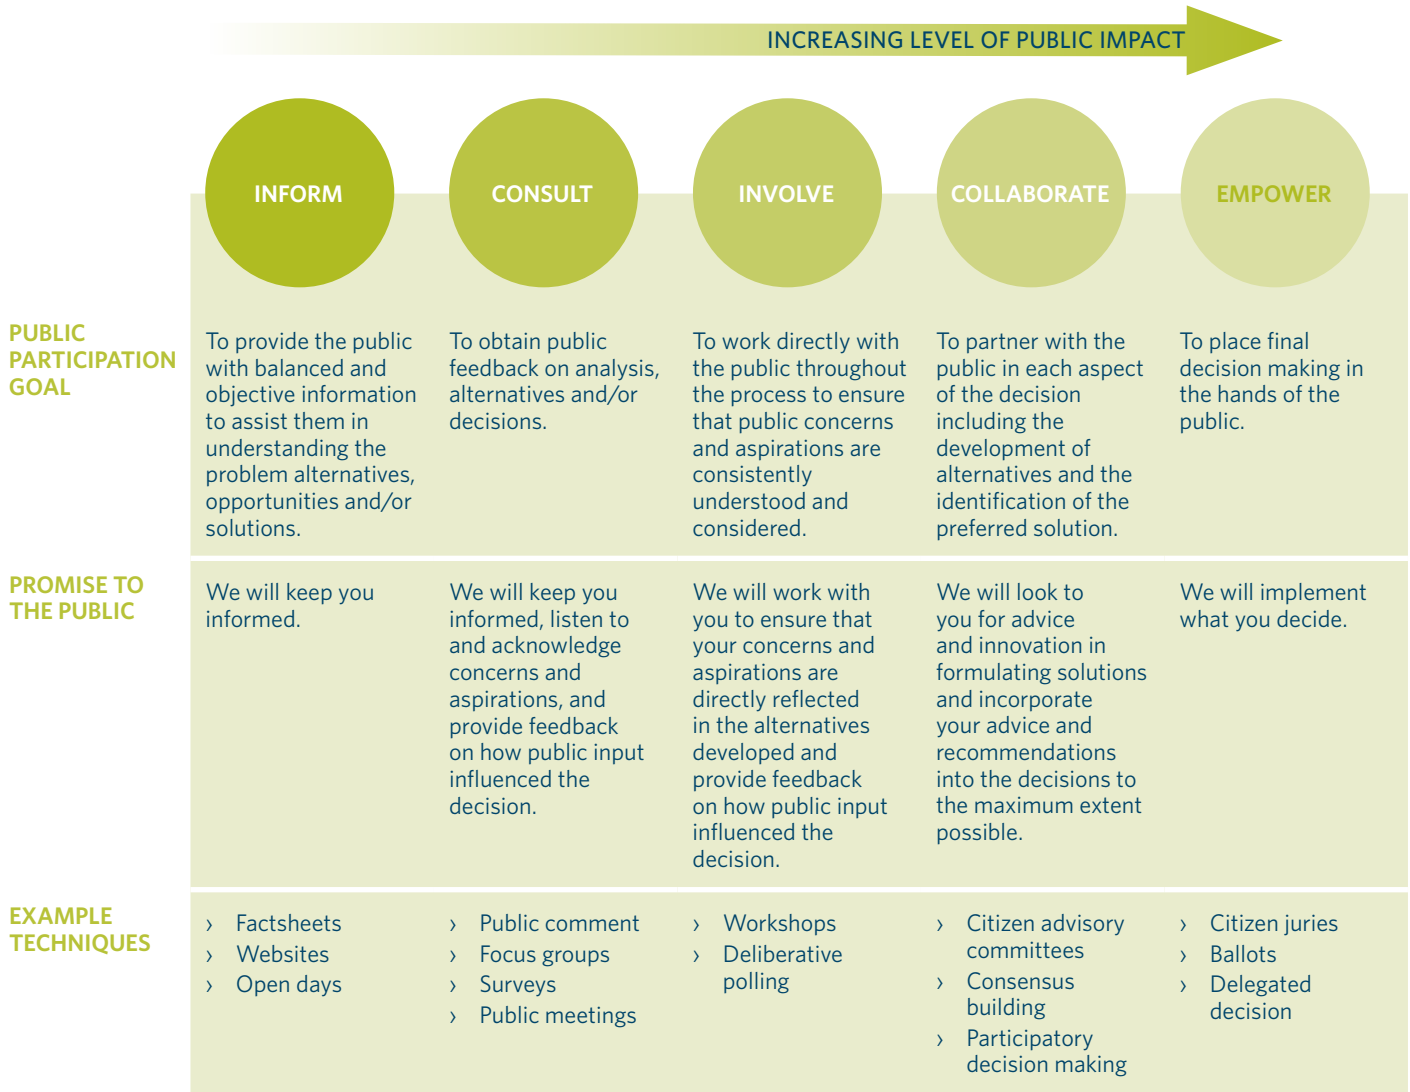 INCREASING LEVEL OF PUBLIC IMPACT
INFORM
CONSULT
INVOLVE
COLLABORATE
EMPOWER
PUBLIC
PARTICIPATION
GOAL
To provide the public
with balanced and
objective information
to assist them in
understanding the
problem alternatives,
opportunities and/or
solutions.
To obtain public
feedback on analysis,
alternatives and/or
decisions.
To work directly with
the public throughout
the process to ensure
that public concerns
and aspirations are
consistently
understood and
considered.
To partner with the
public in each aspect
of the decision
including the
development of
alternatives and the
identification of the
preferred solution.
To place final
decision making in
the hands of the
public.
PROMISE TO
THE PUBLIC
We will keep you
informed.
We will keep you
informed, listen to
and acknowledge
concerns and
aspirations, and
provide feedback
on how public input
influenced the
decision.
We will work with
you to ensure that
your concerns and
aspirations are
directly reflected
in the alternatives
developed and
provide feedback
on how public input
influenced the
decision.
We will look to
you for advice
and innovation in
formulating solutions
and incorporate
your advice and
recommendations
into the decisions to
the maximum extent
possible.
We will implement
what you decide.
EXAMPLE
TECHNIQUES
› Factsheets
› Websites
› Open days
› Public comment
› Focus groups
› Surveys
› Public meetings
› Workshops
› Deliberative
polling
› Citizen advisory
committees
› Consensus
building
› Participatory
decision making
› Citizen juries
› Ballots
› Delegated
decision